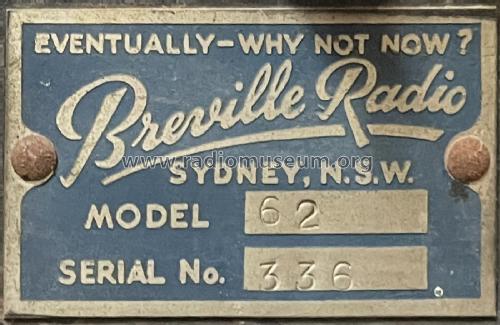 EVENTUALLY–WHY NOT NOW?
Breville Radio
www.radiomuseum.org
SYDNEY, N.S.W.
MODEL 62
SERIAL No. 336